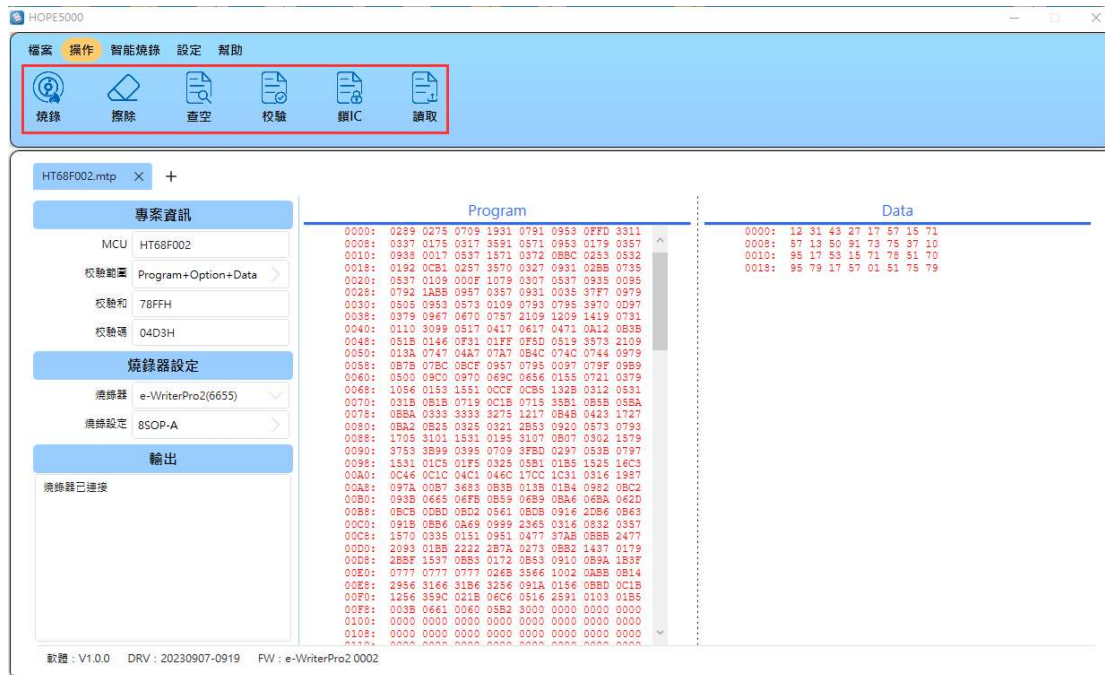 HOPE5000
檔案 操作 智能燒錄 設定 幫助
燒錄 擦除 查空 校驗 鎖IC 讀取
HT68F002.mtp × +
專案資訊
MCU HT68F002
校驗範圍 Program+Option+Data
校驗和 78FFH
校驗碼 04D3H
燒錄器設定
燒錄器 e-WriterPro2(6655)
燒錄設定 8SOP-A
輸出
燒錄器已連接
Program
0000: 0289 0275 0709 1931 0791 0953 0FFD 3311
0008: 0337 0175 0317 3591 0571 0953 0179 0357
0010: 0938 0017 0537 1571 0372 0BBC 0253 0532
0018: 0192 0CB1 0257 3570 0327 0931 02BB 0735
0020: 0537 0109 000F 1079 0307 0537 0935 0095
0028: 0792 1ABB 0957 0357 0931 0035 37F7 0979
0030: 0505 0953 0573 0109 0793 0795 3970 0D97
0038: 0379 0967 0670 0757 2109 1209 1419 0731
0040: 0110 3099 0517 0417 0617 0471 0A12 0B3B
0048: 051B 0146 0F31 01FF 0F5D 0519 3573 2109
0050: 013A 0747 04A7 07A7 0B4C 074C 0744 0979
0058: 0B7B 07BC 0BCF 0957 0795 0097 079F 09B9
0060: 0500 09C0 0970 069C 0656 0155 0721 0379
0068: 1056 0153 1551 0CCF 0CB5 132B 0312 0531
0070: 031B 0B1B 0719 0C1B 0715 35B1 0B5B 05BA
0078: 0BBA 0333 3333 3275 1217 0B4B 0423 1727
0080: 0BA2 0B25 0325 0321 2B53 0920 0573 0793
0088: 1705 3101 1531 0195 3107 0B07 0302 1579
0090: 3753 3B99 0395 0709 3FBD 0297 053B 0797
0098: 1531 01C5 01F5 0325 05B1 01B5 1525 16C3
00A0: 0C46 0C1C 04C1 046C 17CC 1C31 0316 1987
00A8: 097A 00B7 3683 0B3B 013B 01B4 0982 0BC2
00B0: 093B 0665 06FB 0B59 06B9 0BA6 06BA 062D
00B8: 0BCB 0DBD 0BD2 0561 0BDB 0916 2DB6 0B63
00C0: 091B 0BB6 0A69 0999 2365 0316 0832 0357
00C8: 1570 0335 0151 0951 0477 37AB 0BBB 2477
00D0: 2093 01BB 2222 2B7A 0273 0BB2 1437 0179
00D8: 2BBF 1537 0BB3 0172 0B53 0910 0B9A 1B3F
00E0: 0777 0777 0777 026B 3566 1002 0ABB 0B14
00E8: 2956 3166 31B6 3256 091A 0156 0BBD 0C1B
00F0: 1256 359C 021B 06C6 0516 2591 0103 01B5
00F8: 003B 0661 0060 05B2 3000 0000 0000 0000
0100: 0000 0000 0000 0000 0000 0000 0000 0000
0108: 0000 0000 0000 0000 0000 0000 0000 0000
Data
0000: 12 31 43 27 17 57 15 71
0008: 57 13 50 91 73 75 37 10
0010: 95 17 53 15 71 78 51 70
0018: 95 79 17 57 01 51 75 79
軟體：V1.0.0 DRV：20230907-0919 FW：e-WriterPro2 0002